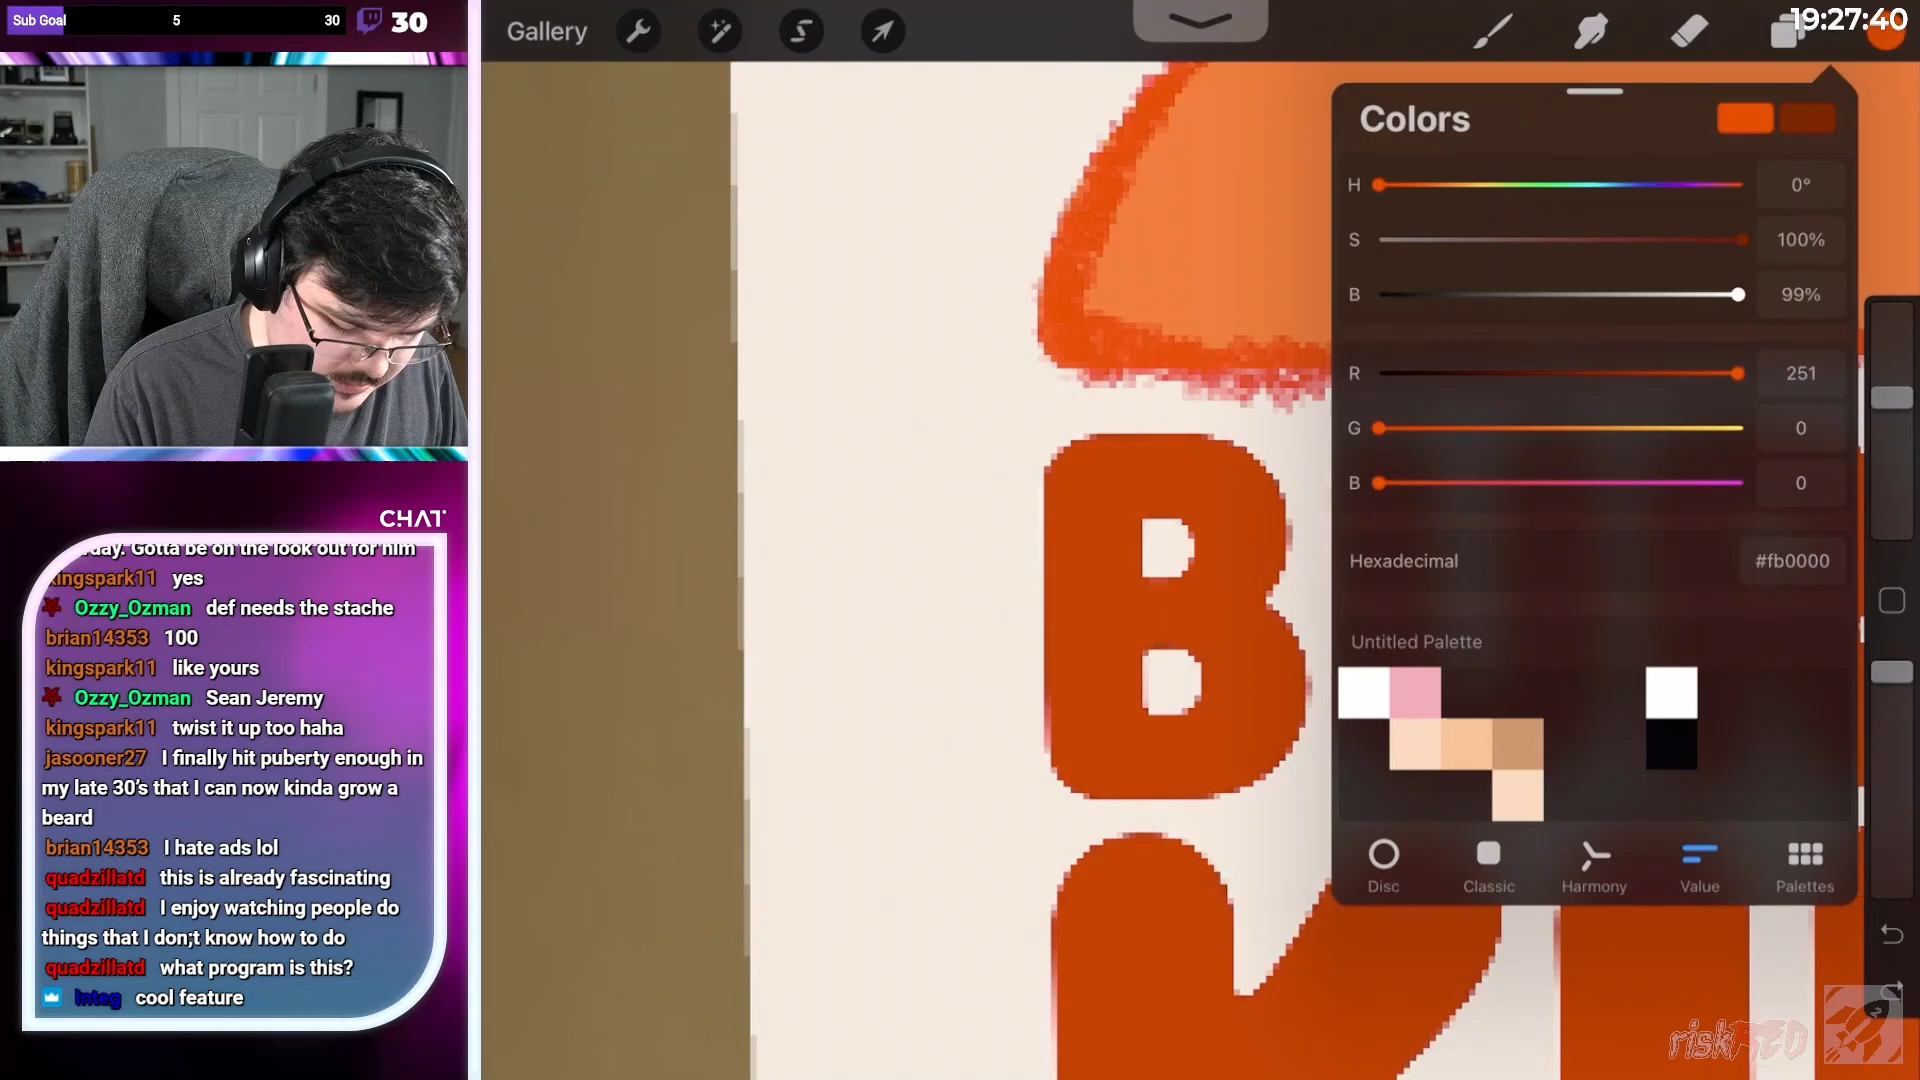 Sub Goal 5 30 30
Gallery
19:27:40
Colors
H 0°
S 100%
B 99%
R 251
G 0
B 0
Hexadecimal #fb0000
Untitled Palette
Disc Classic Harmony Value Palettes
B
CHAT
day. Gotta be on the look out for him
kingspark11 yes
Ozzy_Ozman def needs the stache
brian14353 100
kingspark11 like yours
Ozzy_Ozman Sean Jeremy
kingspark11 twist it up too haha
jasooner27 I finally hit puberty enough in
my late 30's that I can now kinda grow a
beard
brian14353 I hate ads lol
quadzillatd this is already fascinating
quadzillatd I enjoy watching people do
things that I don;t know how to do
quadzillatd what program is this?
Integ cool feature
riskRED